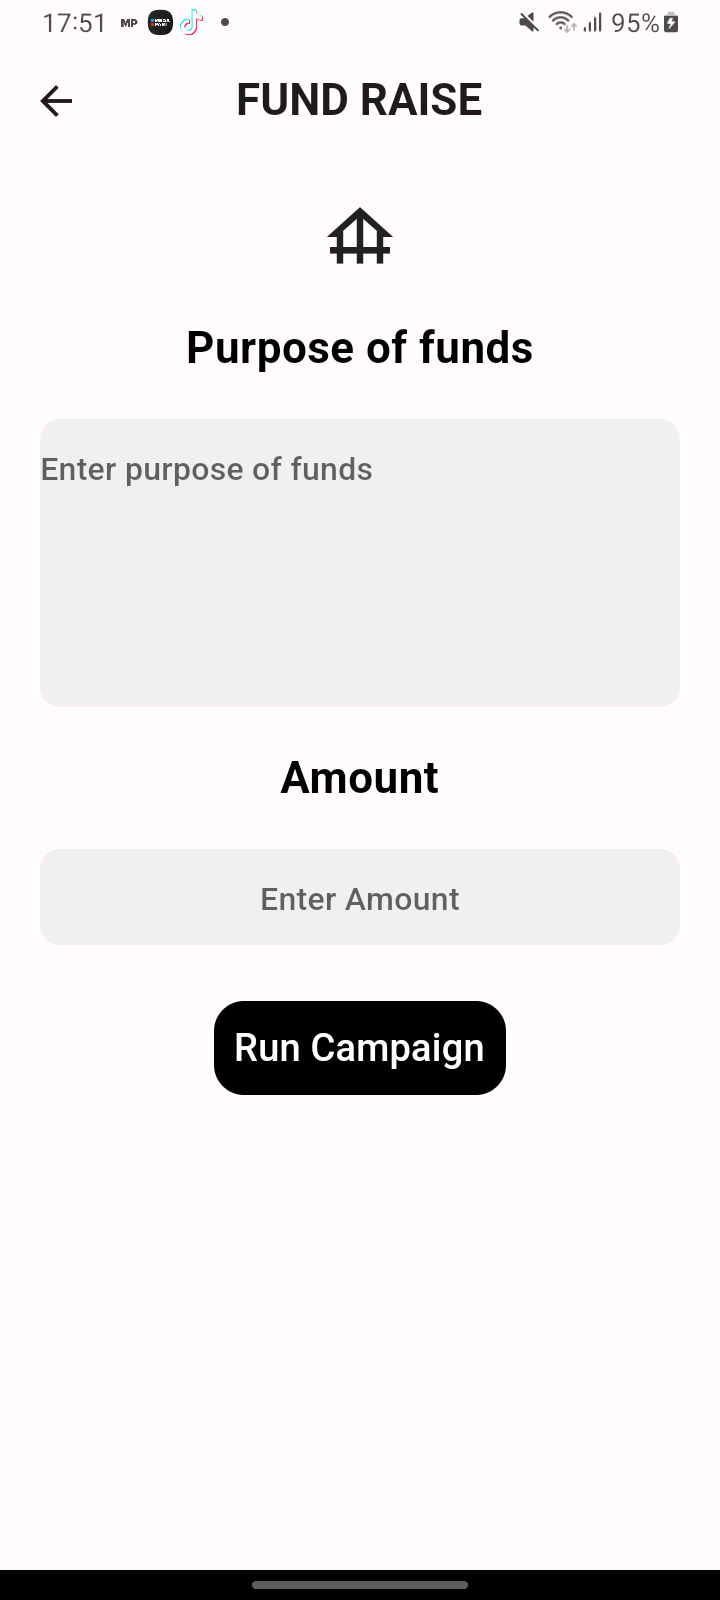 17:51 MP 95%
FUND RAISE
Purpose of funds
Enter purpose of funds
Amount
Enter Amount
Run Campaign